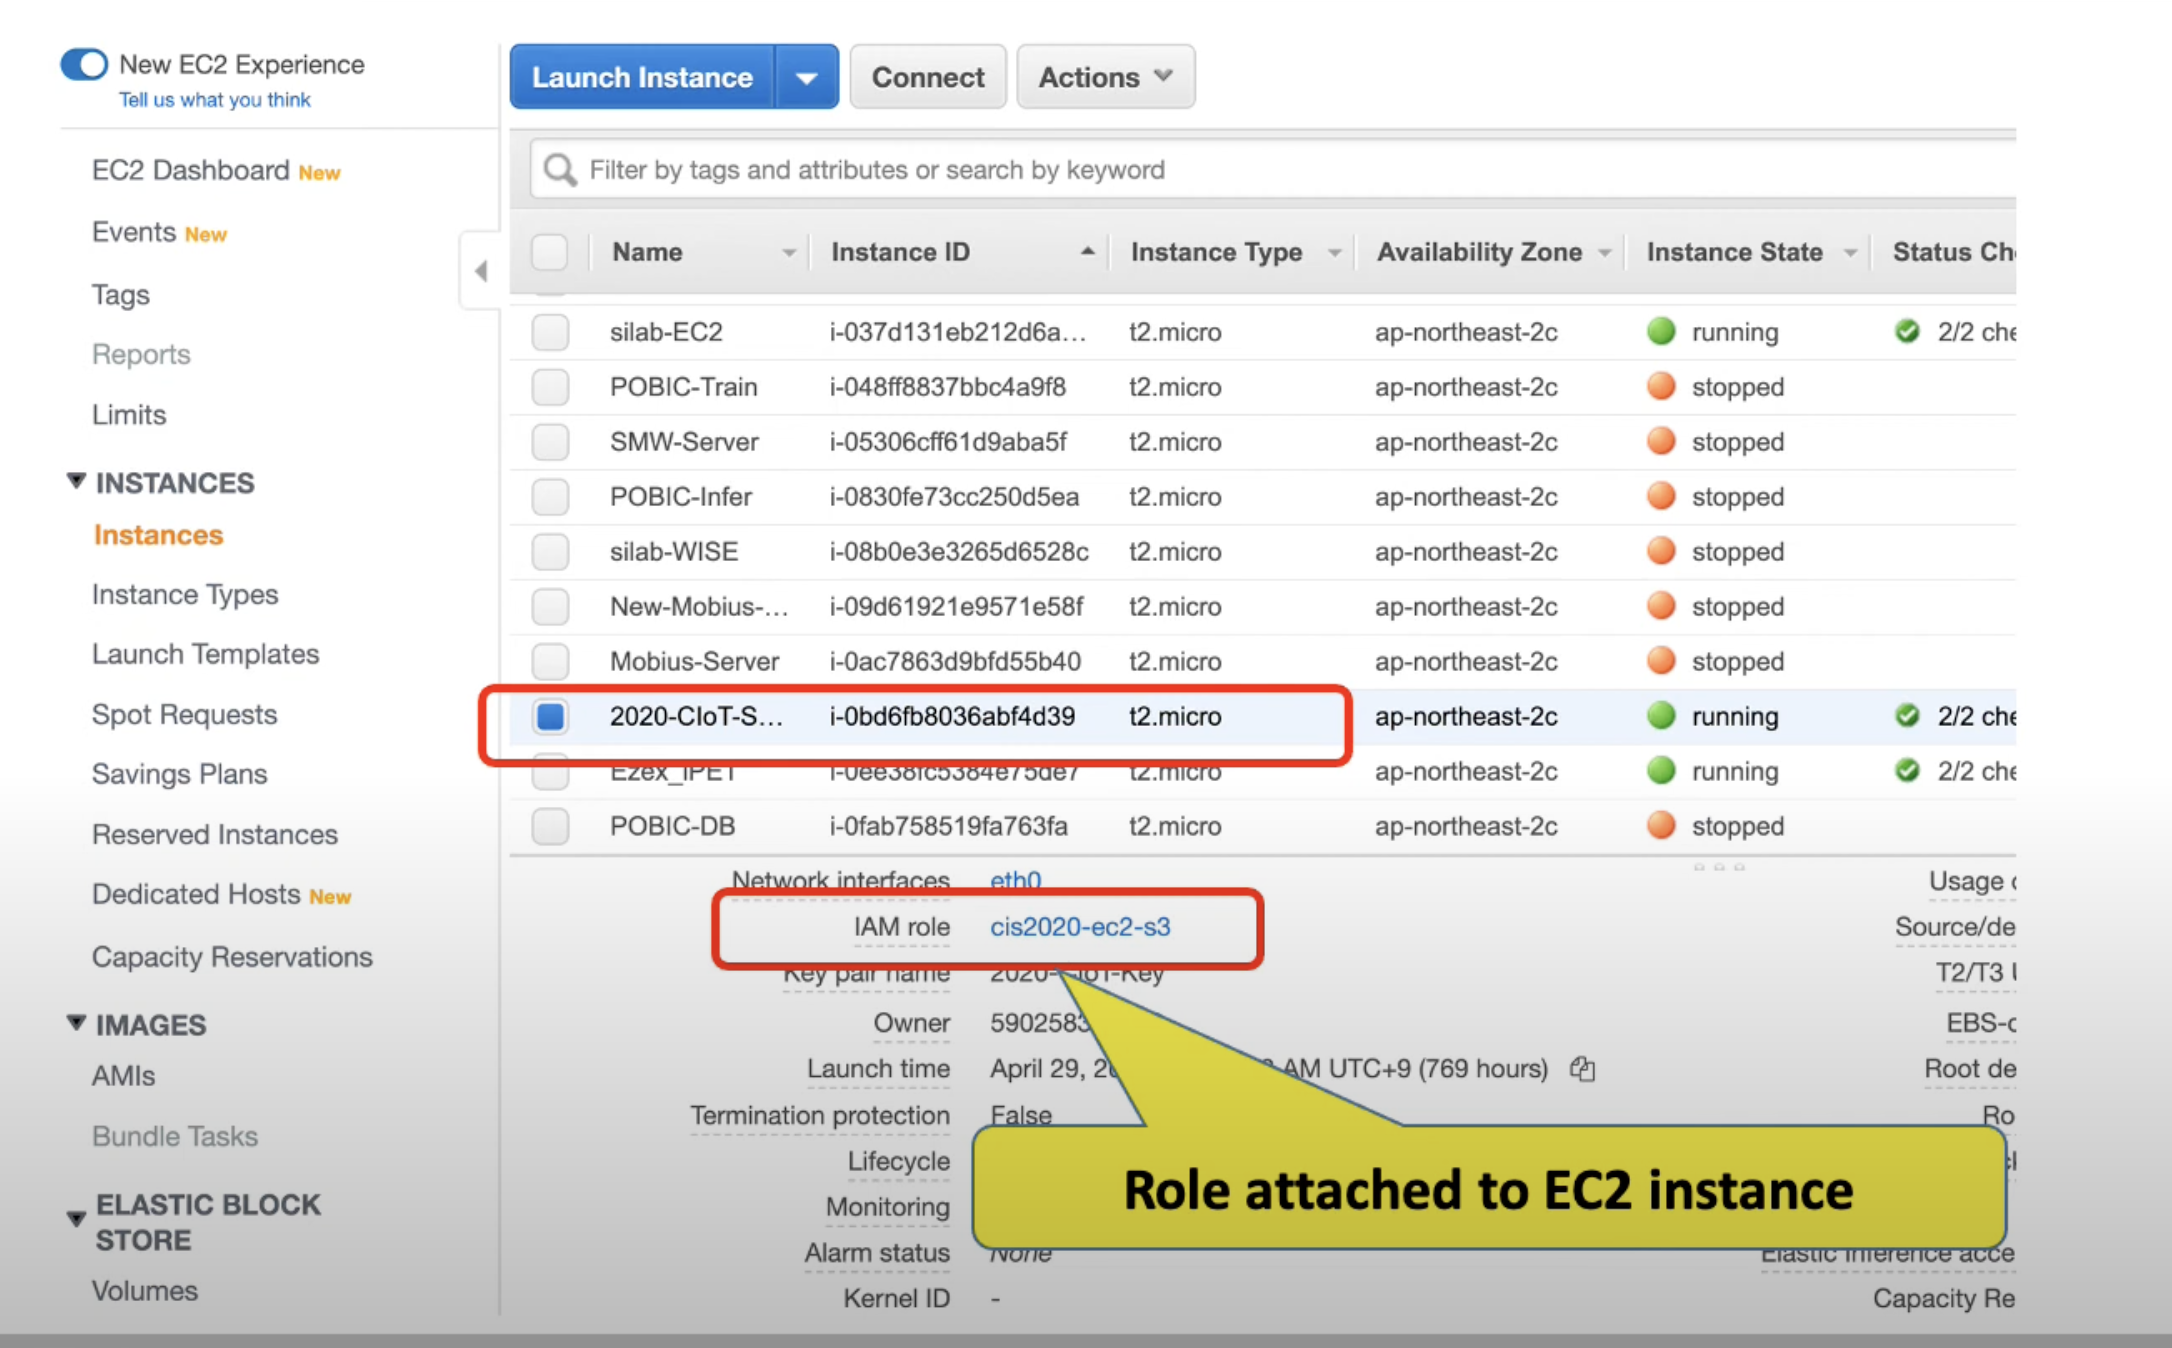 New EC2 Experience
Tell us what you think
EC2 Dashboard New
Events New
Tags
Reports
Limits
INSTANCES
Instances
Instance Types
Launch Templates
Spot Requests
Savings Plans
Reserved Instances
Dedicated Hosts New
Capacity Reservations
IMAGES
AMIs
Bundle Tasks
ELASTIC BLOCK
STORE
Volumes
Launch Instance Connect Actions
Filter by tags and attributes or search by keyword
Name Instance ID Instance Type Availability Zone Instance State Status Ch
silab-EC2 i-037d131eb212d6a... t2.micro ap-northeast-2c running 2/2 che
POBIC-Train i-048ff8837bbc4a9f8 t2.micro ap-northeast-2c stopped
SMW-Server i-05306cff61d9aba5f t2.micro ap-northeast-2c stopped
POBIC-Infer i-0830fe73cc250d5ea t2.micro ap-northeast-2c stopped
silab-WISE i-08b0e3e3265d6528c t2.micro ap-northeast-2c stopped
New-Mobius-... i-09d61921e9571e58f t2.micro ap-northeast-2c stopped
Mobius-Server i-0ac7863d9bfd55b40 t2.micro ap-northeast-2c stopped
2020-CIoT-S... i-0bd6fb8036abf4d39 t2.micro ap-northeast-2c running 2/2 che
Ezex_IPET i-0ee38fc5384e75de7 t2.micro ap-northeast-2c running 2/2 che
POBIC-DB i-0fab758519fa763fa t2.micro ap-northeast-2c stopped
Network interfaces eth0 Usage
IAM role cis2020-ec2-s3 Source/de
Key pair name 2020- IoT-Key T2/T3
Owner 5902583 EBS-
Launch time April 29, 2 AM UTC+9 (769 hours) Root de
Termination protection False Ro
Lifecycle
Monitoring
Role attached to EC2 instance
Alarm status None Elastic Inference acce
Kernel ID - Capacity Re